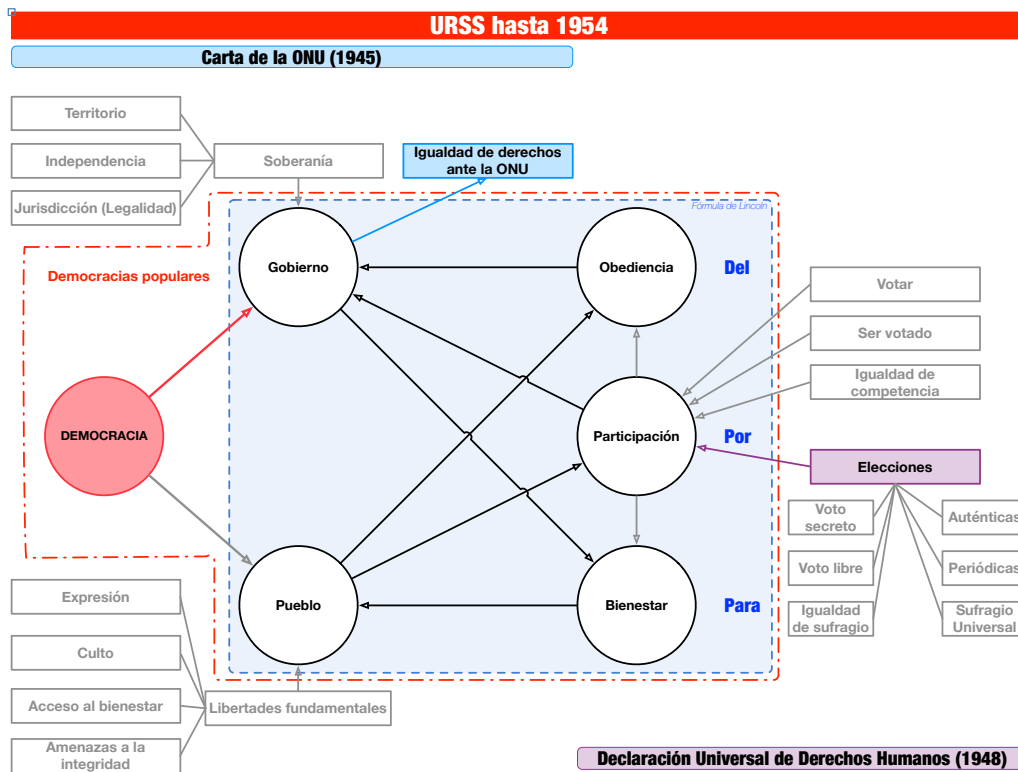 URSS hasta 1954
Carta de la ONU (1945)
Territorio
Independencia
Jurisdicción (Legalidad)
Soberanía
Igualdad de derechos
ante la ONU
Fórmula de Lincoln
Democracias populares
Gobierno
Obediencia
Del
Votar
Ser votado
Igualdad de
competencia
DEMOCRACIA
Participación
Por
Elecciones
Voto
secreto
Auténticas
Voto libre
Periódicas
Igualdad
de sufragio
Sufragio
Universal
Pueblo
Bienestar
Para
Expresión
Culto
Acceso al bienestar
Amenazas a la
integridad
Libertades fundamentales
Declaración Universal de Derechos Humanos (1948)